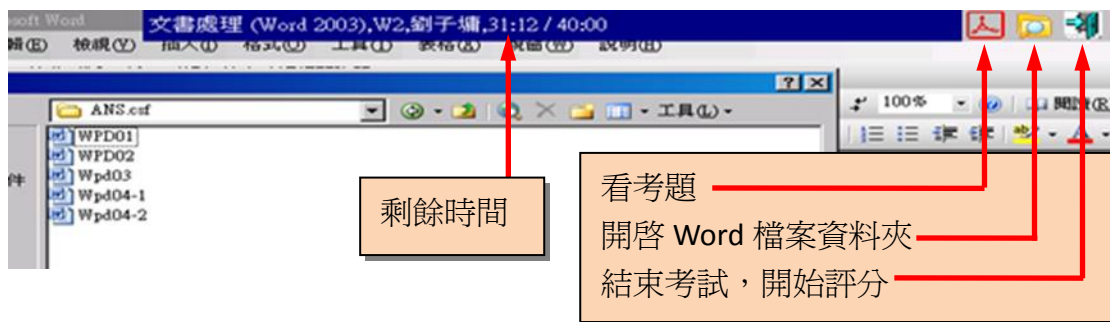 文書處理 (Word 2003),W2,劉子墉,31:12 / 40:00
檢視(V) 插入(I) 格式(O) 工具(T) 表格(A) 視窗(W) 說明(H)
ANS.csf
工具(L)
100%
WPD01
WPD02
Wpd03
Wpd04-1
Wpd04-2
件
剩餘時間
看考題
開啓 Word 檔案資料夾
結束考試，開始評分